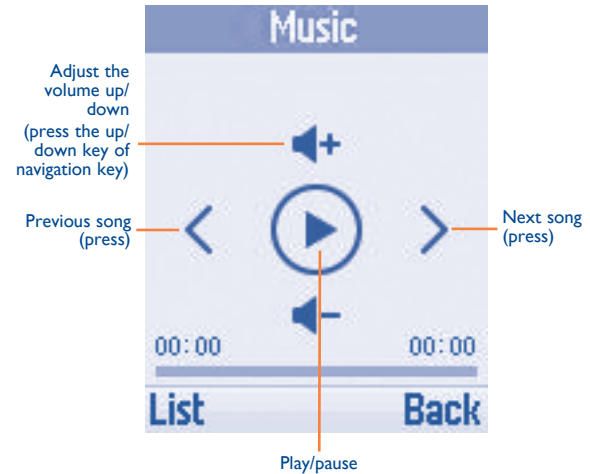 Music
Adjust the
volume up/
down
(press the up/
down key of
navigation key)
Previous song
(press)
Next song
(press)
00:00
00:00
List
Back
Play/pause